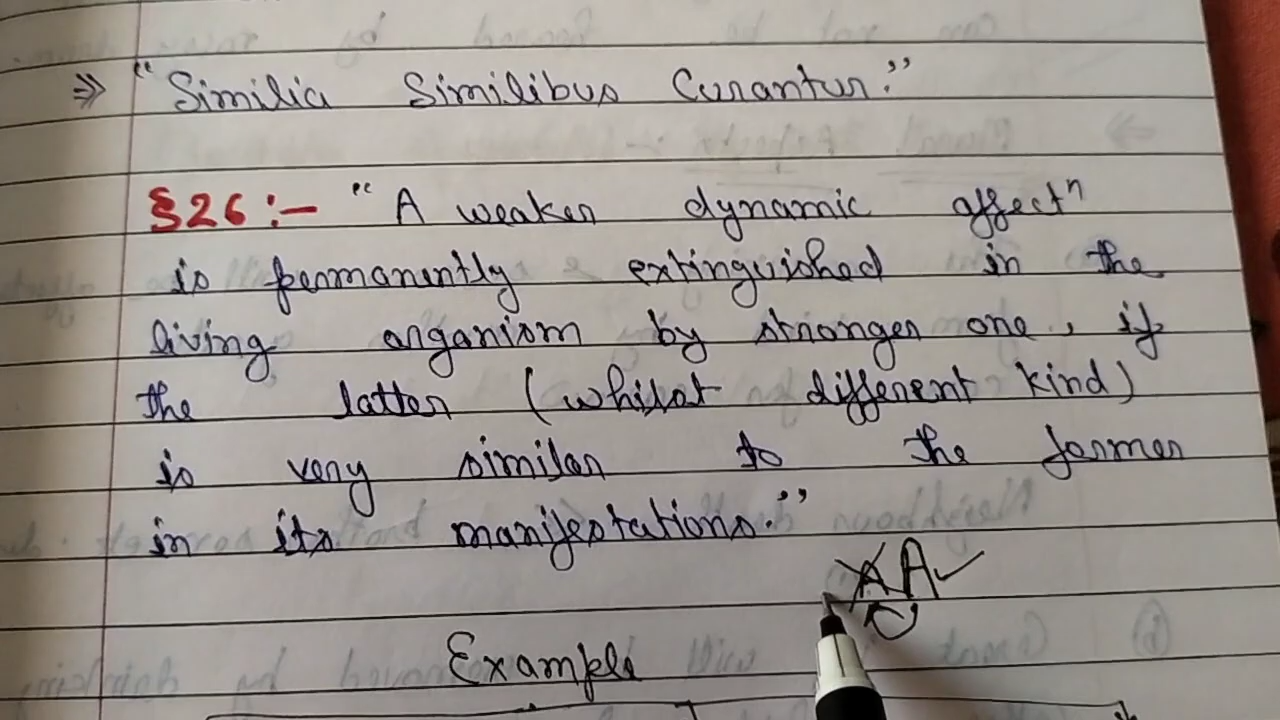 ⇒ "Similia Similibus Curantur."
§26:- "A weaker dynamic affectⁿ
is permanently extinguished in the
living organism by stronger one, if
the latter (whilst different kind)
is very similar to the former
in its manifestations."
A A✓
Example